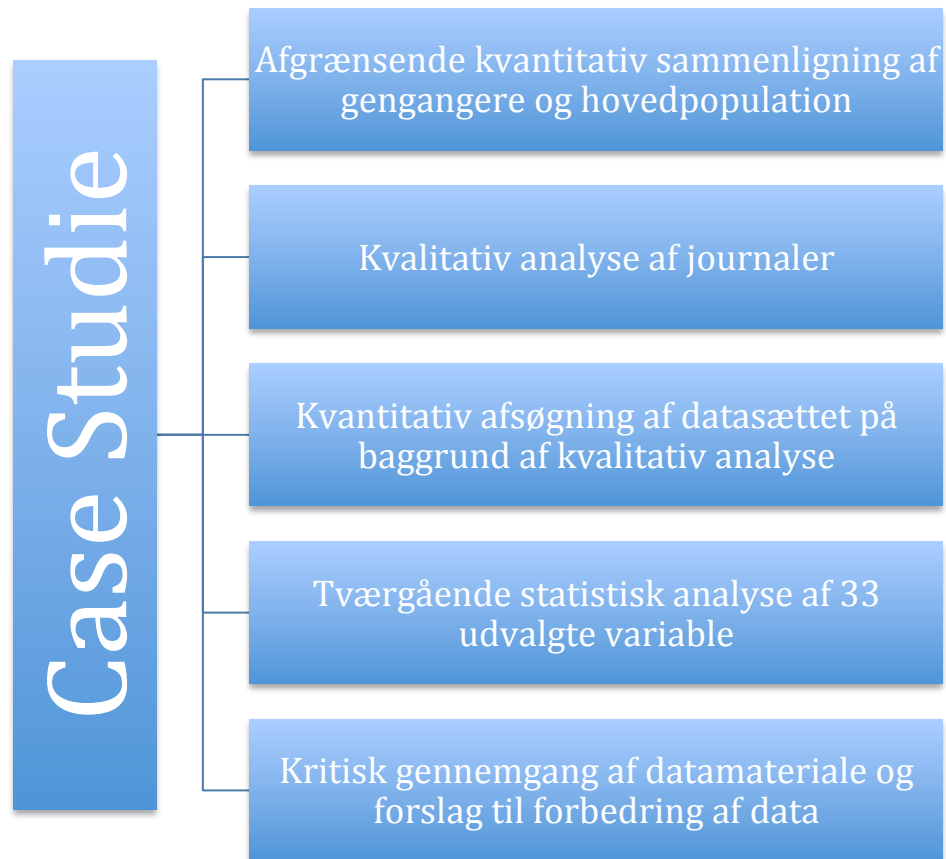 Case Studie
Afgrænsende kvantitativ sammenligning af
gengangere og hovedpopulation
Kvalitativ analyse af journaler
Kvantitativ afsøgning af datasættet på
baggrund af kvalitativ analyse
Tværgående statistisk analyse af 33
udvalgte variable
Kritisk gennemgang af datamateriale og
forslag til forbedring af data